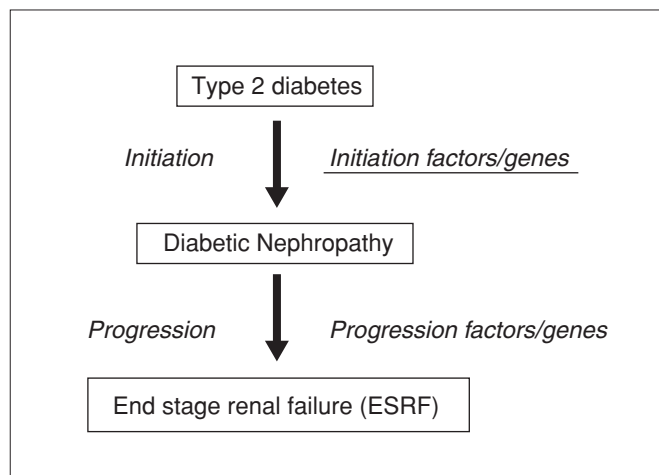 Type 2 diabetes
Initiation Initiation factors/genes
Diabetic Nephropathy
Progression Progression factors/genes
End stage renal failure (ESRF)